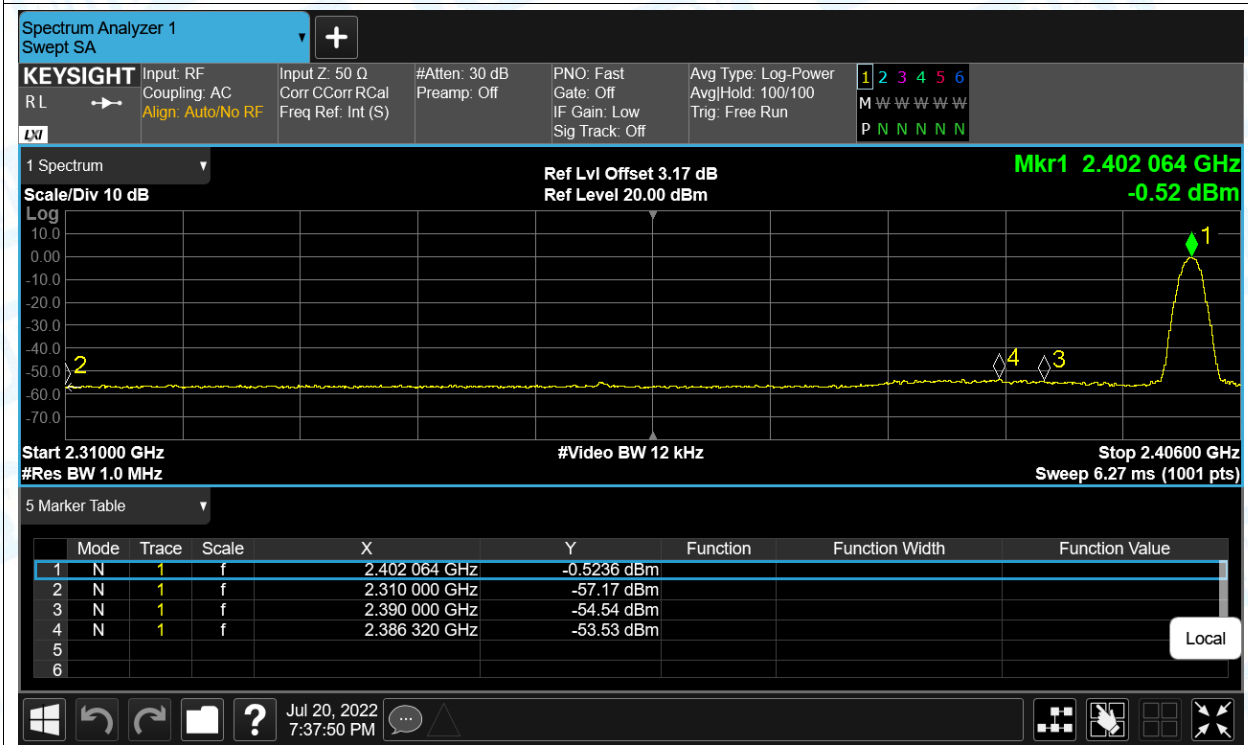 Spectrum Analyzer 1
Swept SA
+
KEYSIGHT
RL
LXI
Input: RF
Coupling: AC
Align: Auto/No RF
Input Z: 50 Ω
Corr CCorr RCal
Freq Ref: Int (S)
#Atten: 30 dB
Preamp: Off
PNO: Fast
Gate: Off
IF Gain: Low
Sig Track: Off
Avg Type: Log-Power
Avg|Hold: 100/100
Trig: Free Run
1 2 3 4 5 6
M W W W W W
P N N N N N
1 Spectrum
Scale/Div 10 dB
Ref Lvl Offset 3.17 dB
Ref Level 20.00 dBm
Mkr1 2.402 064 GHz
-0.52 dBm
Log
10.0
0.00
-10.0
-20.0
-30.0
-40.0
-50.0
-60.0
-70.0
1
2
4
3
Start 2.31000 GHz
#Video BW 12 kHz
Stop 2.40600 GHz
#Res BW 1.0 MHz
Sweep 6.27 ms (1001 pts)
5 Marker Table
Mode Trace Scale X Y Function Function Width Function Value
1 N 1 f 2.402 064 GHz -0.5236 dBm
2 N 1 f 2.310 000 GHz -57.17 dBm
3 N 1 f 2.390 000 GHz -54.54 dBm
4 N 1 f 2.386 320 GHz -53.53 dBm
5
6
Local
?
Jul 20, 2022
7:37:50 PM